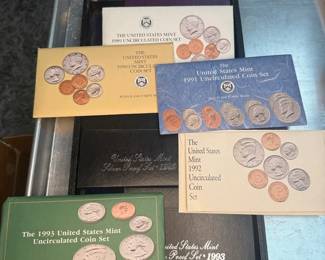 THE UNITED STATES MINT
1989 UNCIRCULATED COIN SET
THE
UNITED STATES
MINT
1990 UNCIRCULATED
COIN SET
The
United States Mint
1991 Uncirculated Coin Set
United States Mint
Silver Proof Set
The
United States
Mint
1992
Uncirculated
Coin
Set
The 1993 United States Mint
Uncirculated Coin Set
United States Mint
Silver Proof Set • 1993